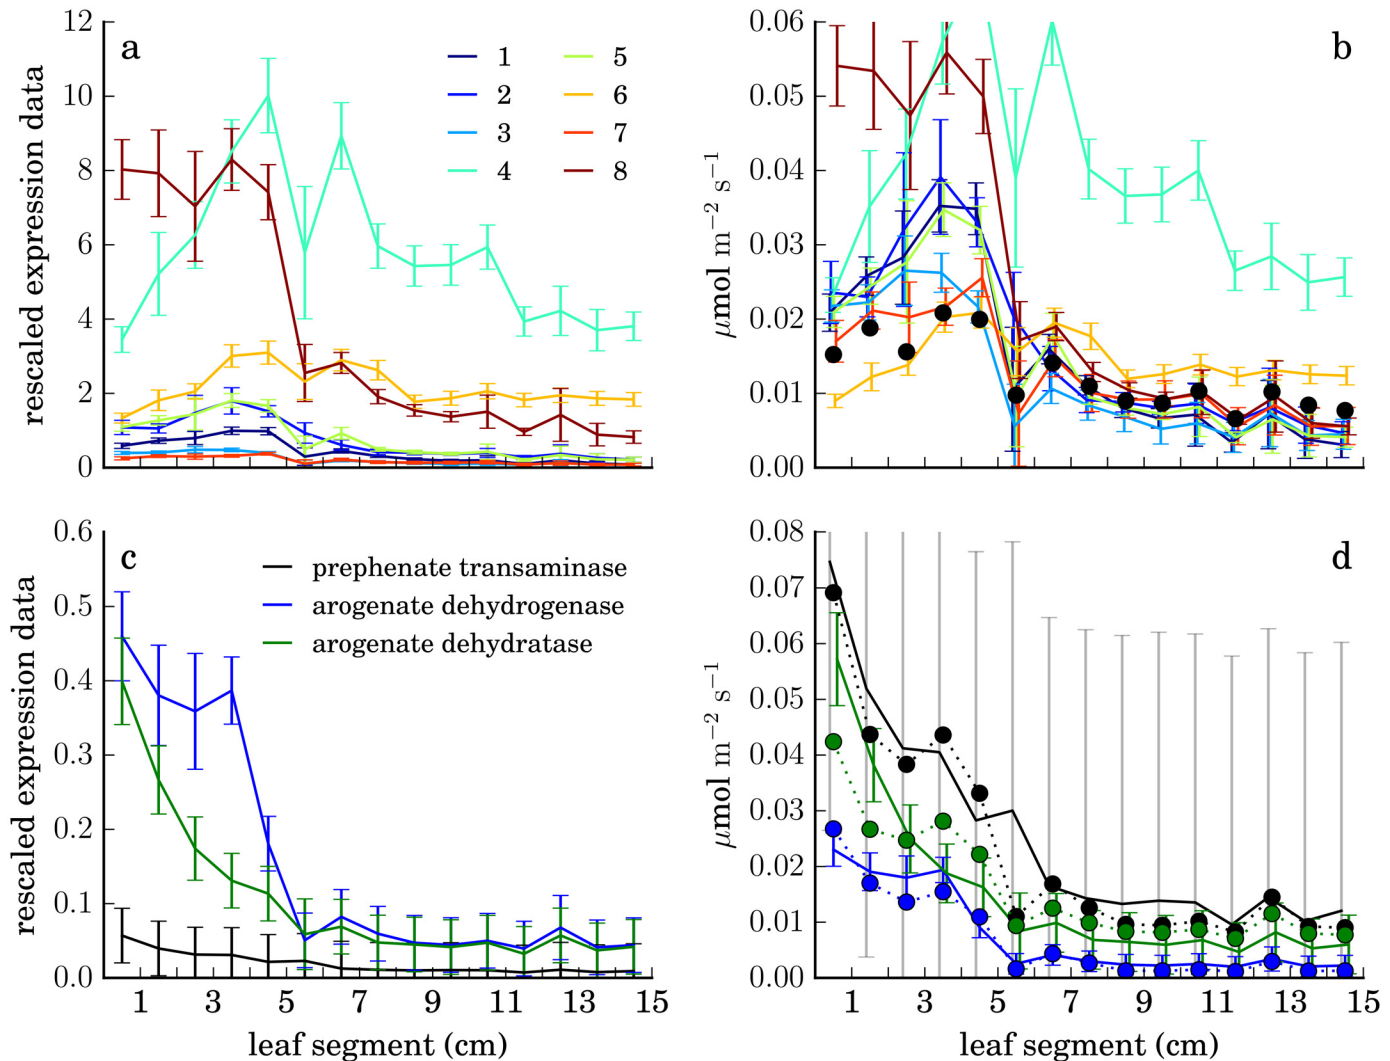 a
rescaled expression data
12
10
8
6
4
2
0
1 5
2 6
3 7
4 8
b
μmol m⁻² s⁻¹
0.06
0.05
0.04
0.03
0.02
0.01
0.00
c
rescaled expression data
0.6
0.5
0.4
0.3
0.2
0.1
0.0
prephenate transaminase
arogenate dehydrogenase
arogenate dehydratase
1 3 5 7 9 11 13 15
leaf segment (cm)
d
μmol m⁻² s⁻¹
0.08
0.07
0.06
0.05
0.04
0.03
0.02
0.01
0.00
1 3 5 7 9 11 13 15
leaf segment (cm)